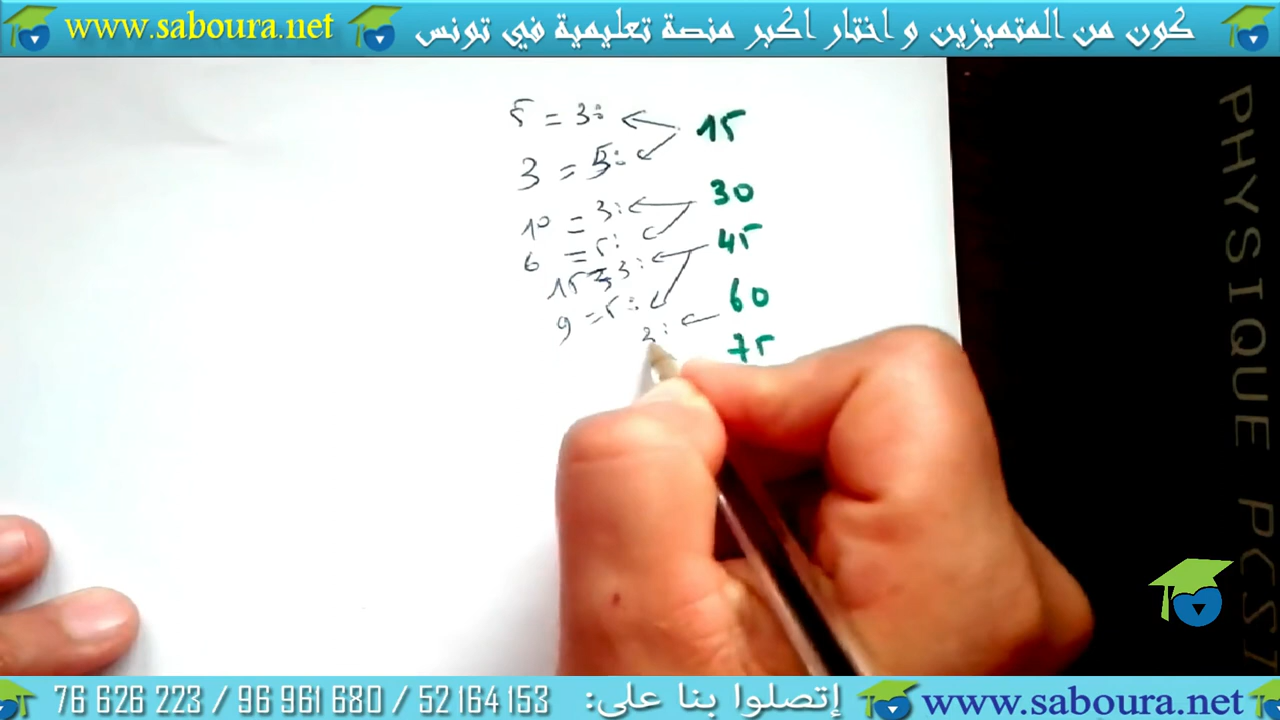 www.saboura.net كون من المتميزين و اختار اكبر منصة تعليمية في تونس
5 = 3÷ 15
3 = 5÷
10 = 3: 30
6 = 5:
15 = 3: 45
9 = 5÷
3: 60
75
PHYSIQUE PCSI
76 626 223 / 96 961 680 / 52 164 153 إتصلوا بنا على: www.saboura.net